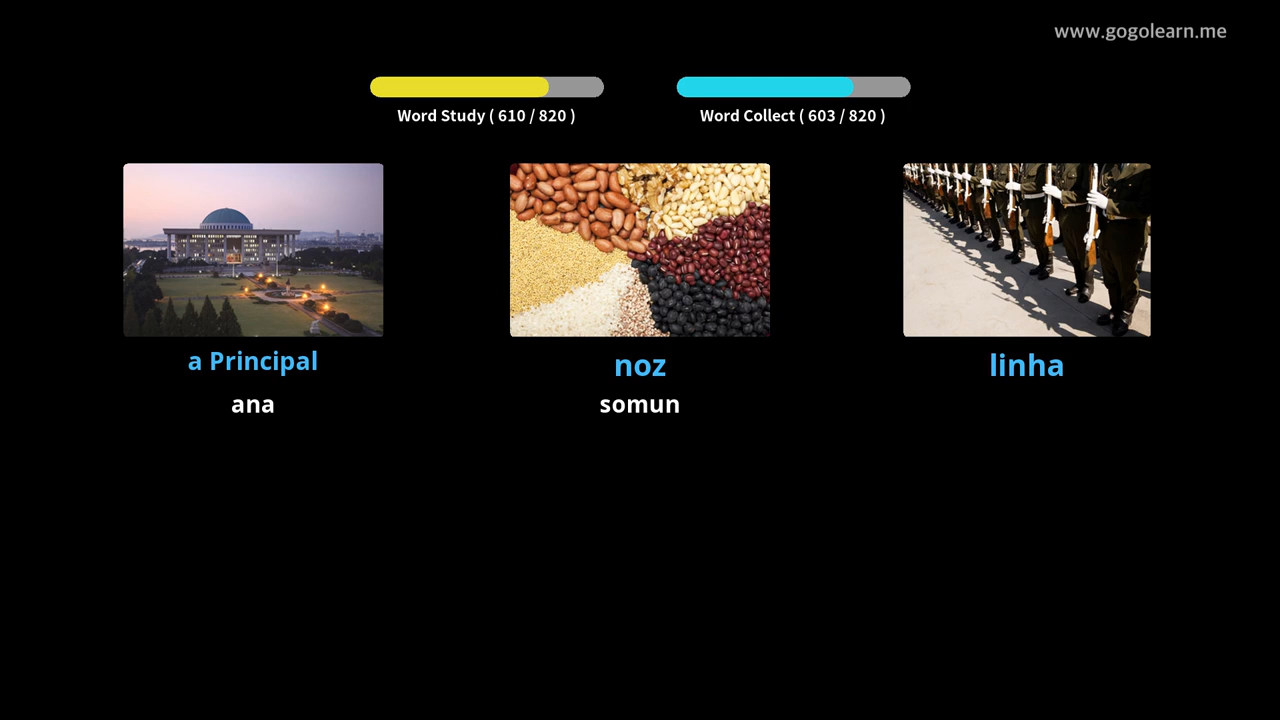 www.gogolearn.me
Word Study ( 610 / 820 )
Word Collect ( 603 / 820 )
a Principal
noz
linha
ana
somun